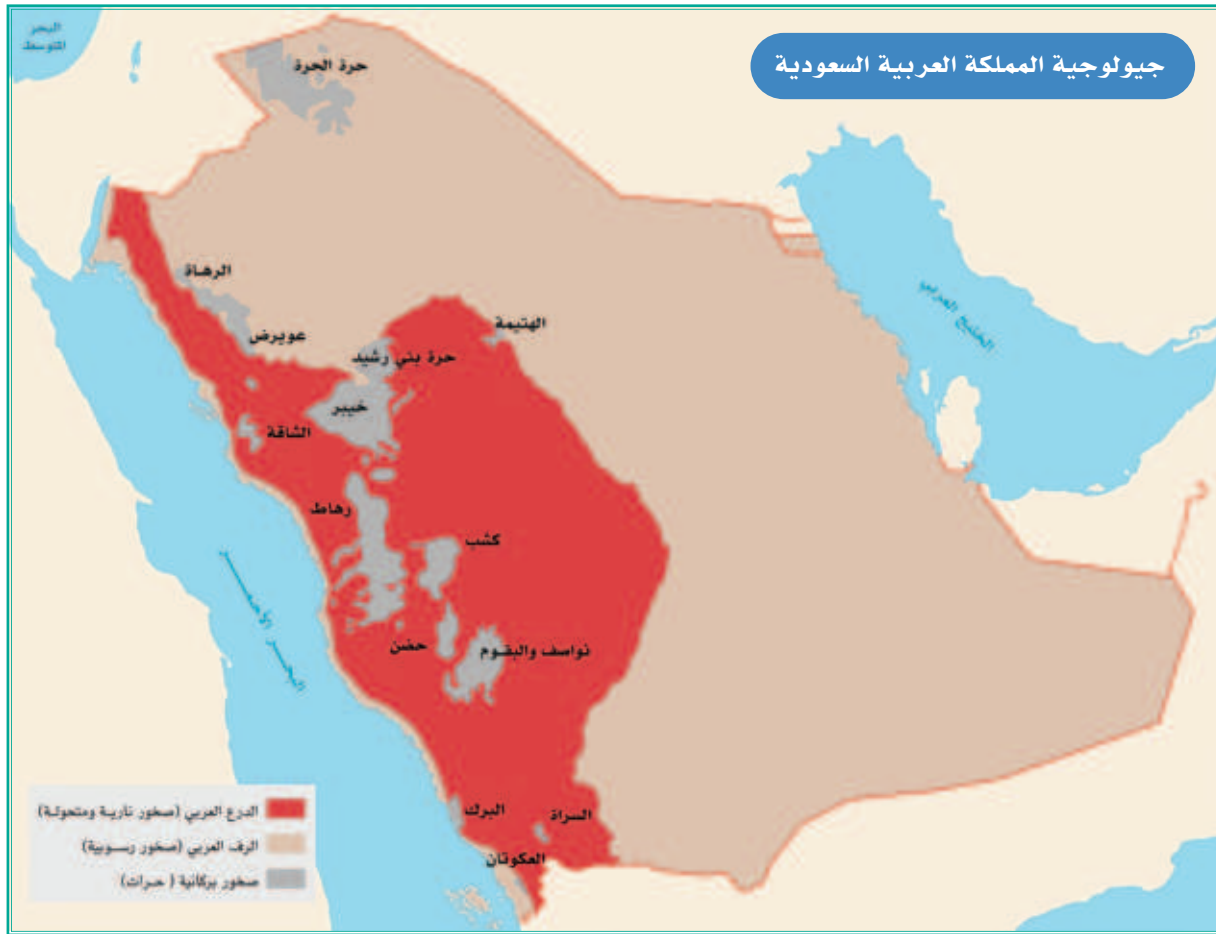 جيولوجية المملكة العربية السعودية
البحر
المتوسط
حرة الحرة
الرهاة
عويرض
الهتيمة
حرة بني رشيد
خيبر
الشاقة
رهاط
كشب
حضن
نواصف والبقوم
البرك
السراة
العكوتان
الخليج العربي
البحر الأحمر
الدرع العربي (صخور نارية ومتحولة)
الرف العربي (صخور رسوبية)
صخور بركانية ( حرات)